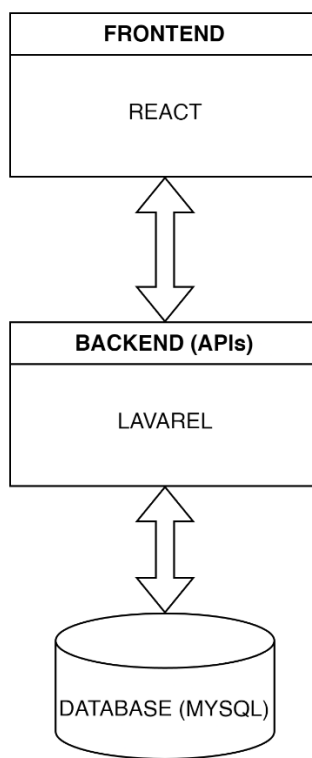 FRONTEND
REACT
BACKEND (APIs)
LAVAREL
DATABASE (MYSQL)